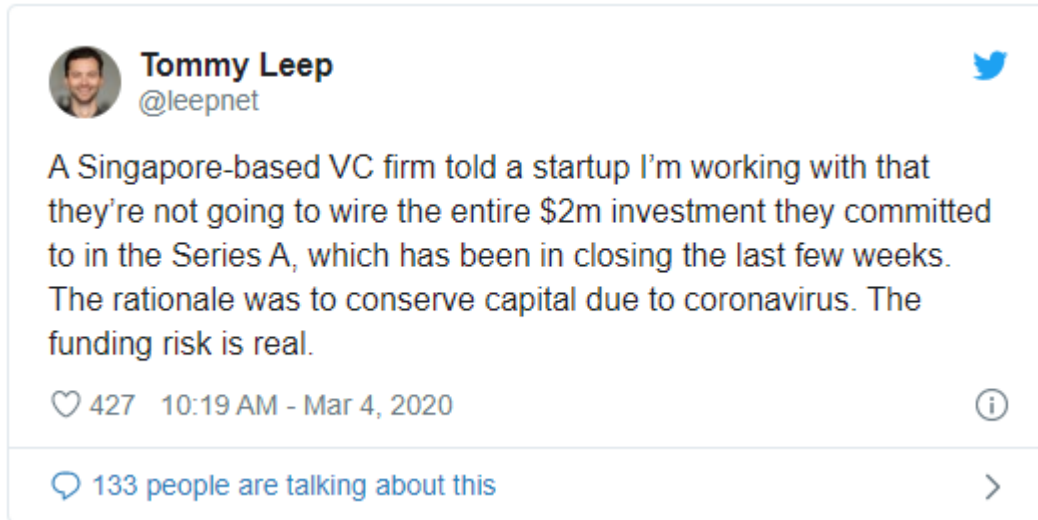 Tommy Leep
@leepnet
A Singapore-based VC firm told a startup I’m working with that
they’re not going to wire the entire $2m investment they committed
to in the Series A, which has been in closing the last few weeks.
The rationale was to conserve capital due to coronavirus. The
funding risk is real.
427 10:19 AM - Mar 4, 2020
133 people are talking about this